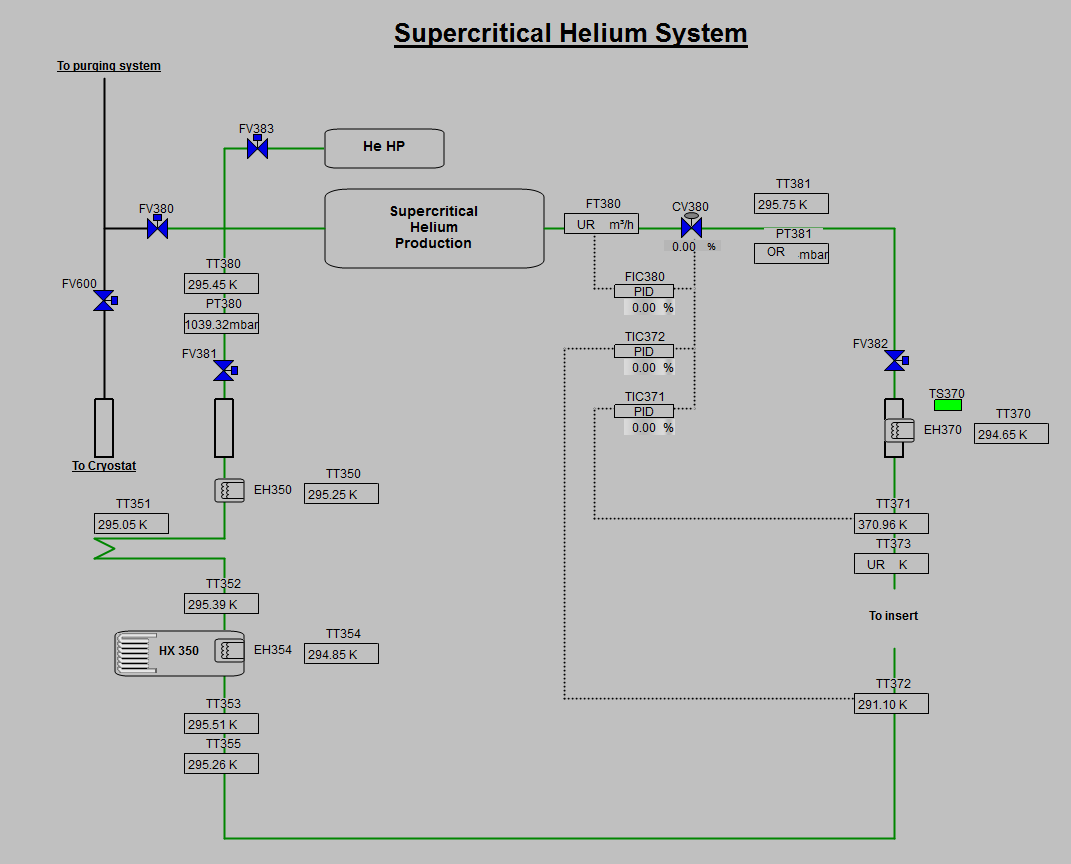 Supercritical Helium System
To purging system
FV383
He HP
TT381
295.75 K
FV380
Supercritical
Helium
Production
FT380
UR m³/h
CV380
0.00 %
PT381
OR mbar
TT380
295.45 K
FV600
PT380
1039.32mbar
FIC380
PID
0.00 %
FV381
TIC372
PID
0.00 %
FV382
TIC371
PID
0.00 %
TS370
EH370
TT370
294.65 K
To Cryostat
EH350
TT350
295.25 K
TT351
295.05 K
TT371
370.96 K
TT373
UR K
TT352
295.39 K
To insert
HX 350
EH354
TT354
294.85 K
TT372
291.10 K
TT353
295.51 K
TT355
295.26 K